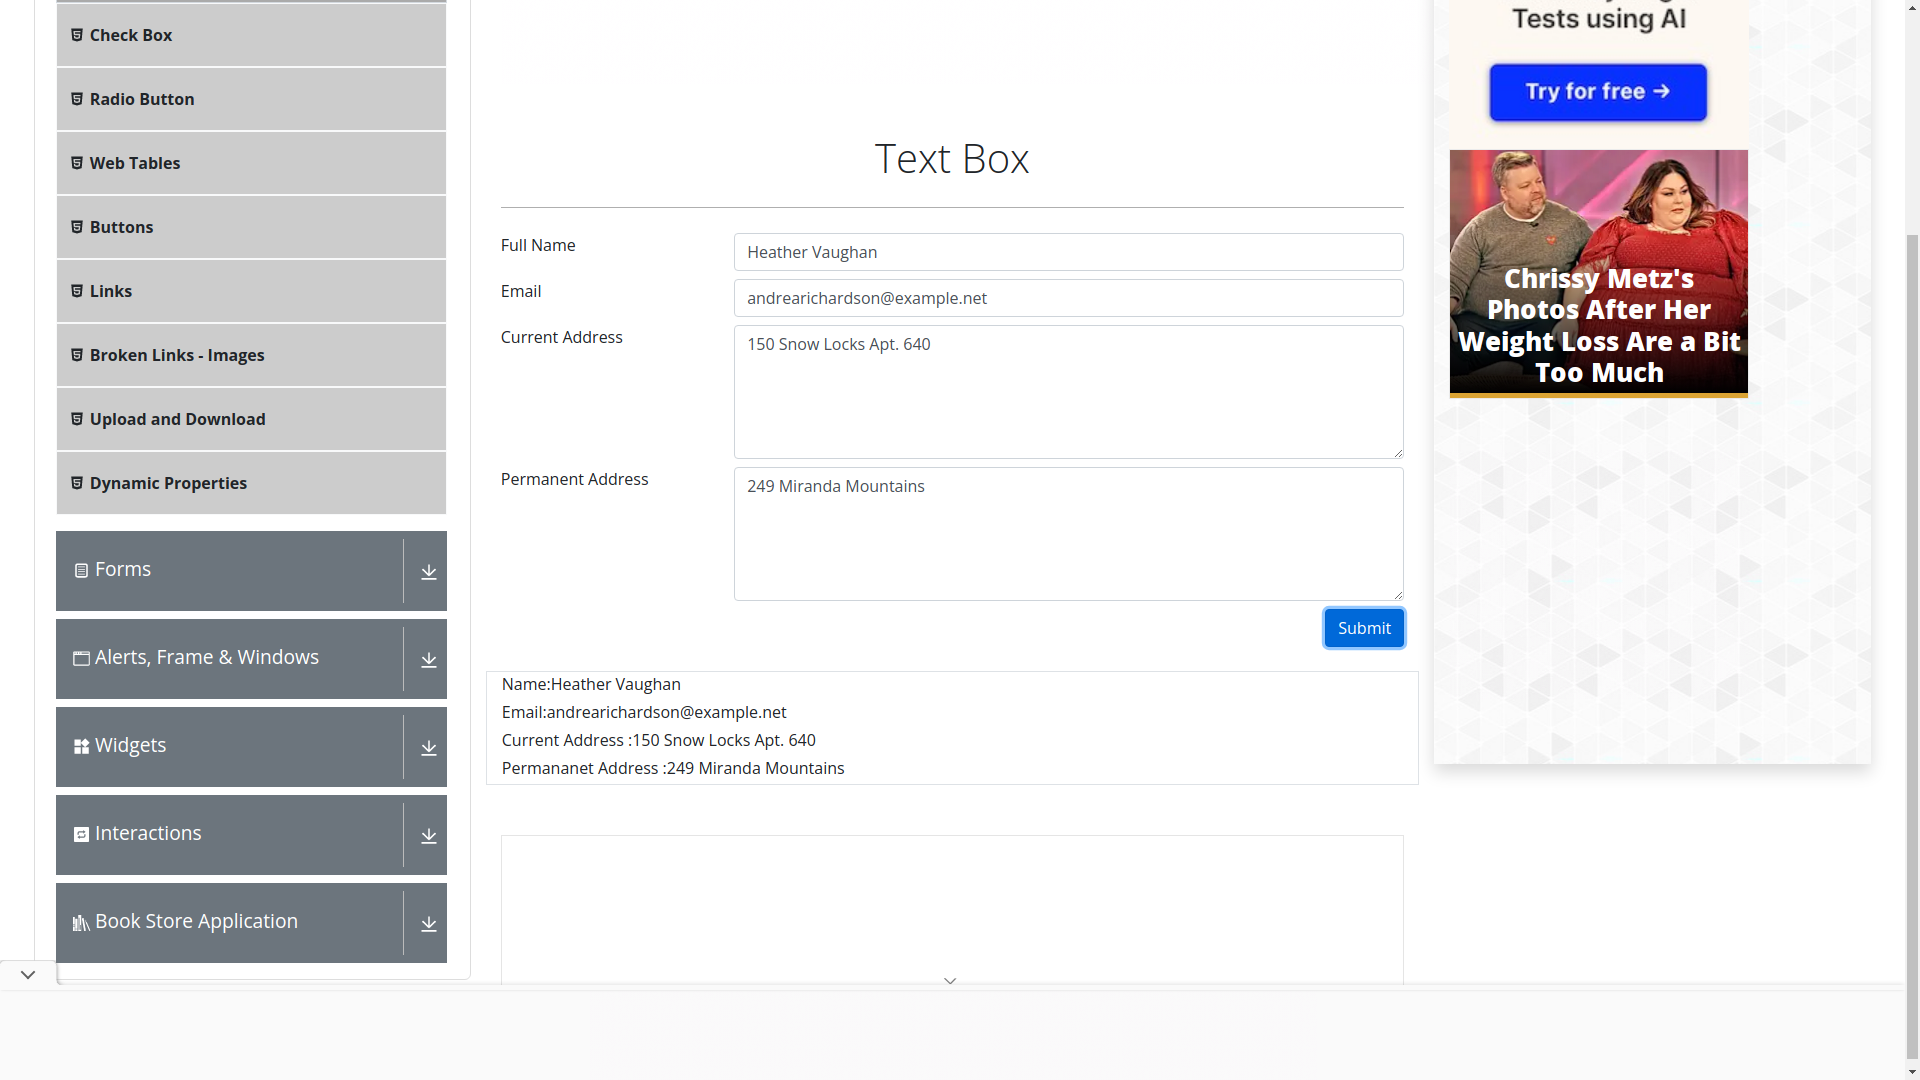 Check Box
Radio Button
Web Tables
Buttons
Links
Broken Links - Images
Upload and Download
Dynamic Properties
Forms
Alerts, Frame & Windows
Widgets
Interactions
Book Store Application
Text Box
Full Name
Heather Vaughan
Email
andrearichardson@example.net
Current Address
150 Snow Locks Apt. 640
Permanent Address
249 Miranda Mountains
Submit
Name:Heather Vaughan
Email:andrearichardson@example.net
Current Address :150 Snow Locks Apt. 640
Permananet Address :249 Miranda Mountains
Tests using AI
Try for free →
Chrissy Metz's
Photos After Her
Weight Loss Are a Bit
Too Much